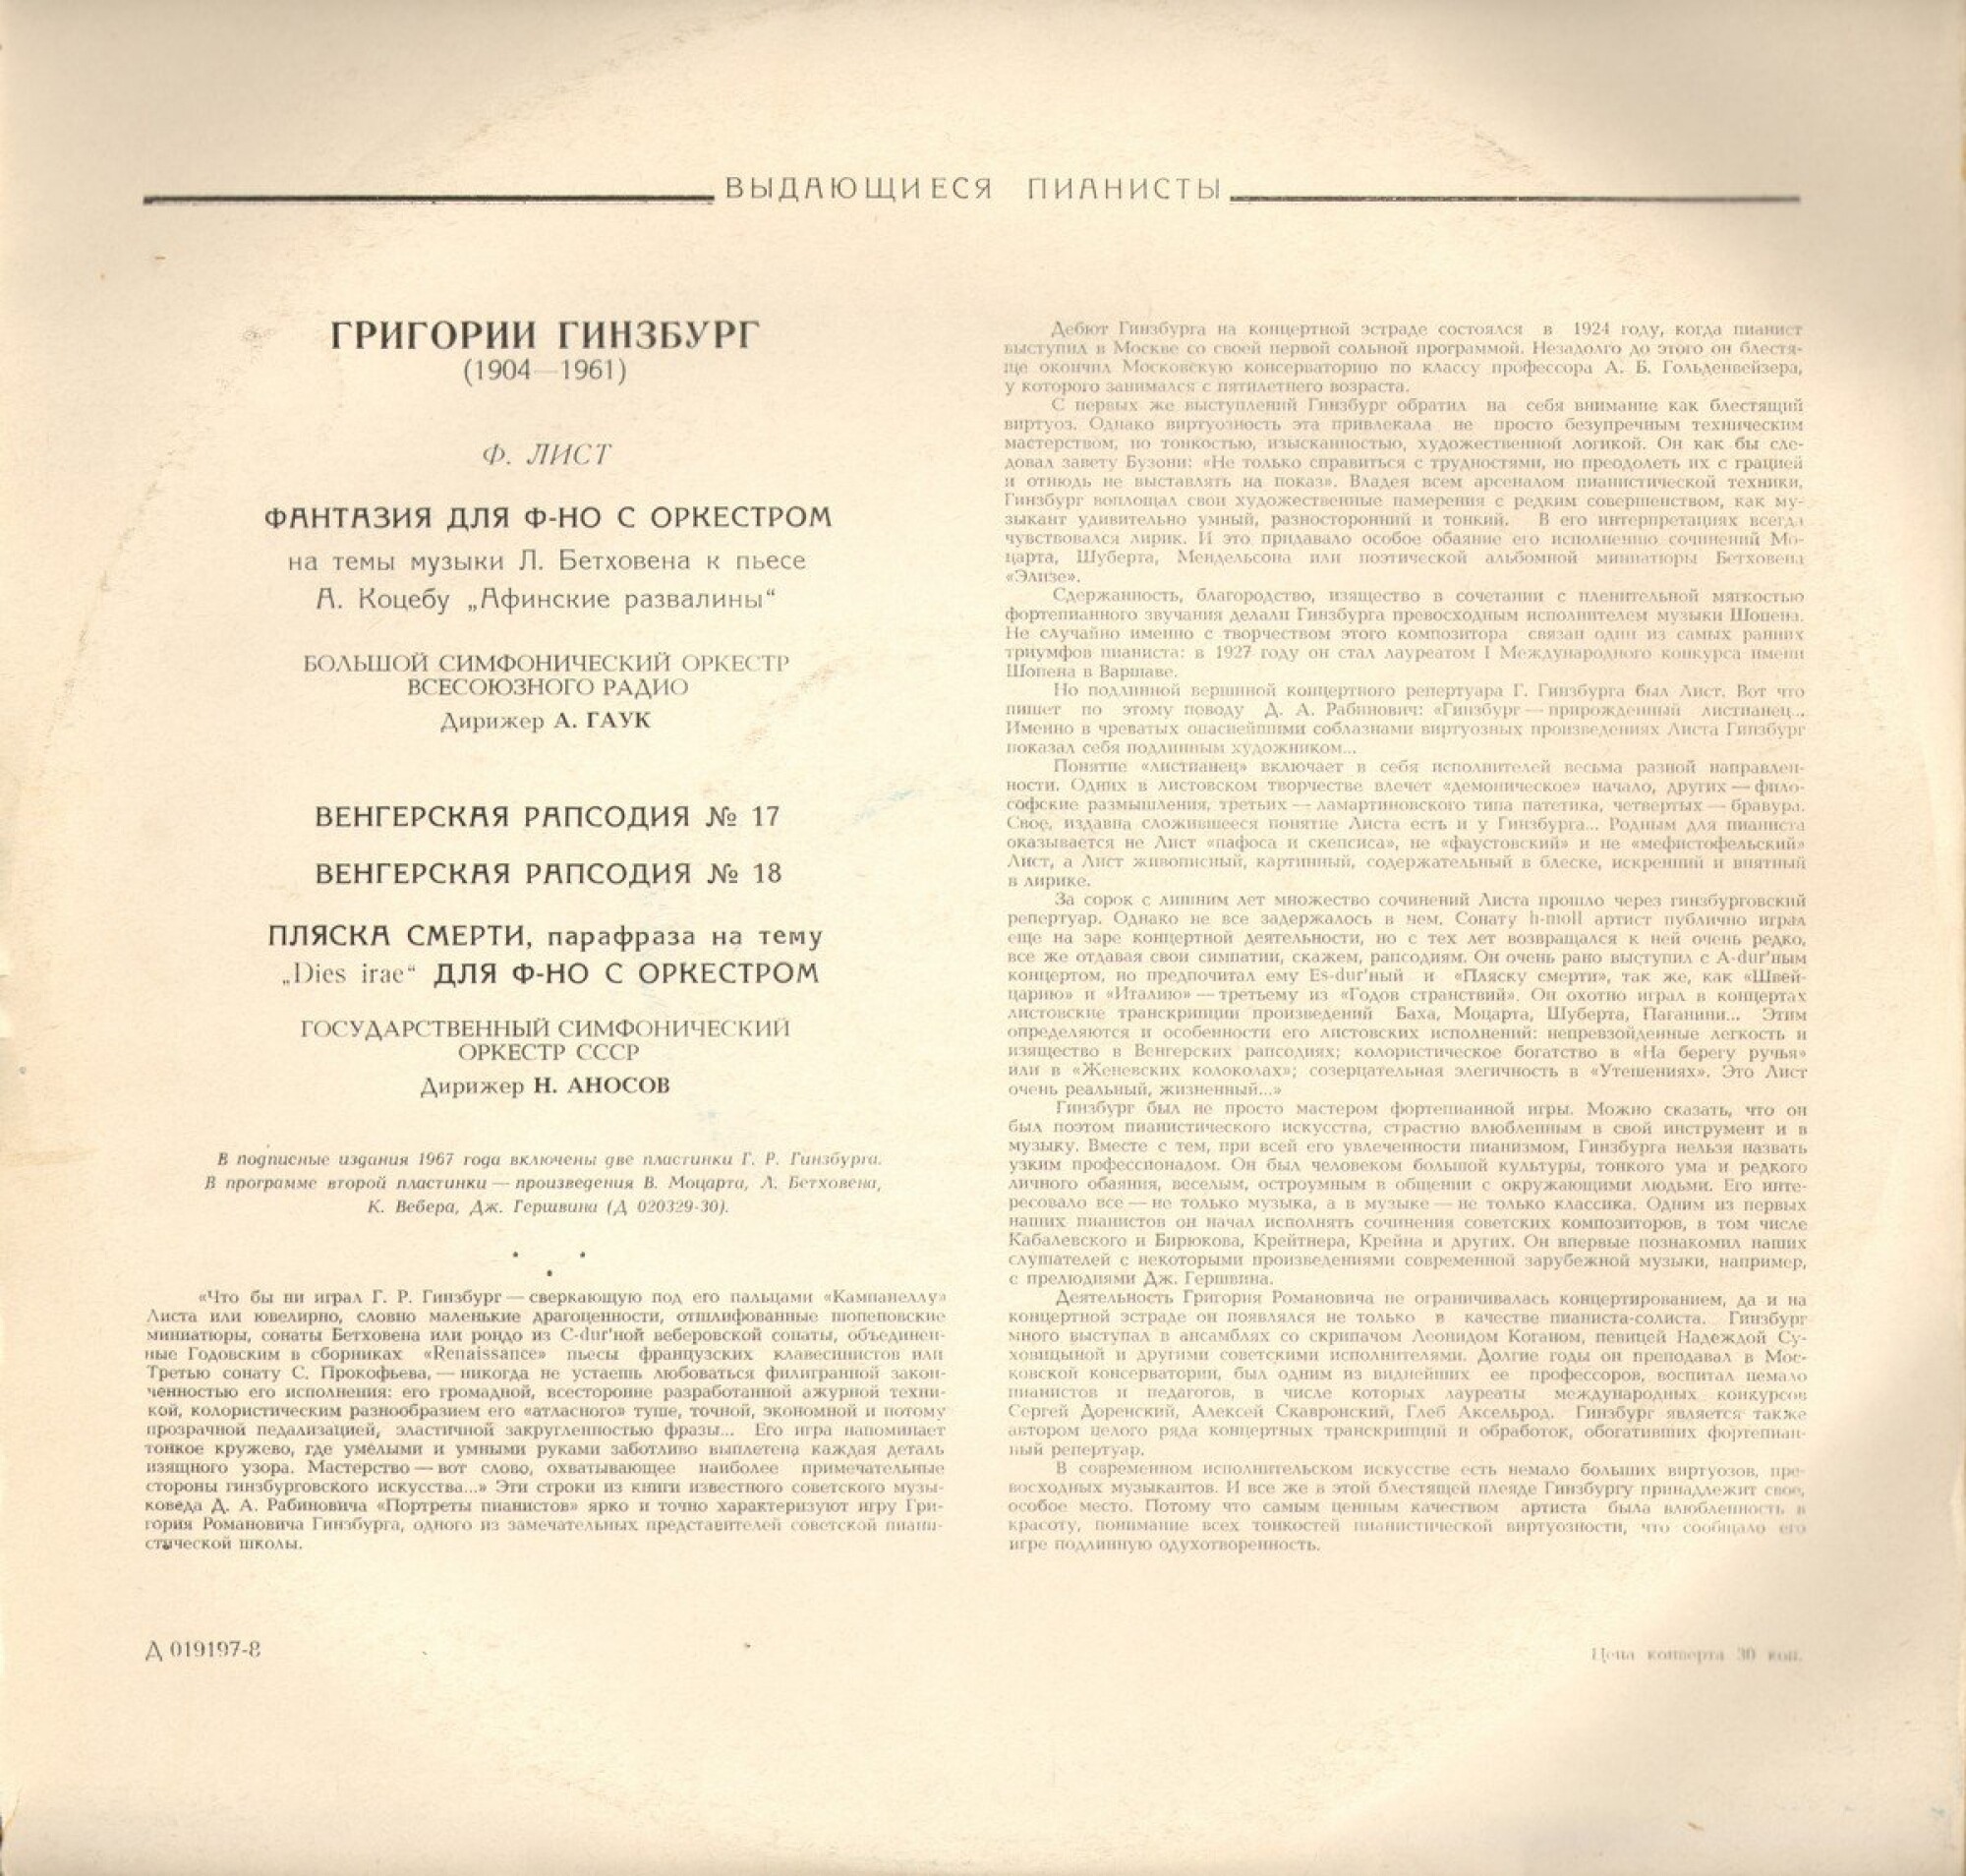 ВЫДАЮЩИЕСЯ ПИАНИСТЫ
ГРИГОРИИ ГИНЗБУРГ
(1904—1961)
Ф. ЛИСТ
ФАНТАЗИЯ ДЛЯ Ф-НО С ОРКЕСТРОМ
на темы музыки Л. Бетховена к пьесе
А. Коцебу „Афинские развалины“
БОЛЬШОЙ СИМФОНИЧЕСКИЙ ОРКЕСТР
ВСЕСОЮЗНОГО РАДИО
Дирижер А. ГАУК
ВЕНГЕРСКАЯ РАПСОДИЯ № 17
ВЕНГЕРСКАЯ РАПСОДИЯ № 18
ПЛЯСКА СМЕРТИ, парафраза на тему
„Dies irae“ ДЛЯ Ф-НО С ОРКЕСТРОМ
ГОСУДАРСТВЕННЫЙ СИМФОНИЧЕСКИЙ
ОРКЕСТР СССР
Дирижер Н. АНОСОВ
В подписные издания 1967 года включены две пластинки Г. Р. Гинзбурга.
В программе второй пластинки — произведения В. Моцарта, Л. Бетховена,
К. Вебера, Дж. Гершвина (Д 020329-30).
«Что бы ни играл Г. Р. Гинзбург — сверкающую под его пальцами «Кампанеллу»
Листа или ювелирно, словно маленькие драгоценности, отшлифованные шопеновские
миниатюры, сонаты Бетховена или рондо из C-dur'ной веберовской сонаты, объединен-
ные Годовским в сборниках «Renaissance» пьесы французских клавесинистов или
Третью сонату С. Прокофьева, — никогда не устаешь любоваться филигранной закон-
ченностью его исполнения: его громадной, всесторонне разработанной ажурной техни-
кой, колористическим разнообразием его «атласного» туше, точной, экономной и потому
прозрачной педализацией, эластичной закругленностью фразы... Его игра напоминает
тонкое кружево, где умелыми и умными руками заботливо выплетена каждая деталь
изящного узора. Мастерство — вот слово, охватывающее наиболее примечательные
стороны гинзбурговского искусства...» Эти строки из книги известного советского музы-
коведа Д. А. Рабиновича «Портреты пианистов» ярко и точно характеризуют игру Гри-
гория Романовича Гинзбурга, одного из замечательных представителей советской пиани-
стической школы.
Д 019197-8
Дебют Гинзбурга на концертной эстраде состоялся в 1924 году, когда пианист
выступил в Москве со своей первой сольной программой. Незадолго до этого он блестя-
ще окончил Московскую консерваторию по классу профессора А. Б. Гольденвейзера,
у которого занимался с пятилетнего возраста.
С первых же выступлений Гинзбург обратил на себя внимание как блестящий
виртуоз. Однако виртуозность эта привлекала не просто безупречным техническим
мастерством, но тонкостью, изысканностью, художественной логикой. Он как бы сле-
довал завету Бузони: «Не только справиться с трудностями, но преодолеть их с грацией
и отнюдь не выставлять на показ». Владея всем арсеналом пианистической техники,
Гинзбург воплощал свои художественные намерения с редким совершенством, как му-
зыкант удивительно умный, разносторонний и тонкий. В его интерпретациях всегда
чувствовался лирик. И это придавало особое обаяние его исполнению сочинений Мо-
царта, Шуберта, Мендельсона или поэтической альбомной миниатюры Бетховена
«Элизе».
Сдержанность, благородство, изящество в сочетании с пленительной мягкостью
фортепианного звучания делали Гинзбурга превосходным исполнителем музыки Шопена.
Не случайно именно с творчеством этого композитора связан один из самых ранних
триумфов пианиста: в 1927 году он стал лауреатом I Международного конкурса имени
Шопена в Варшаве.
Но подлинной вершиной концертного репертуара Г. Гинзбурга был Лист. Вот что
пишет по этому поводу Д. А. Рабинович: «Гинзбург — прирожденный листианец...
Именно в чреватых опаснейшими соблазнами виртуозных произведениях Листа Гинзбург
показал себя подлинным художником...
Понятие «листианец» включает в себя исполнителей весьма разной направлен-
ности. Одних в листовском творчестве влечет «демоническое» начало, других — фило-
софские размышления, третьих — ламартиновского типа патетика, четвертых — бравура.
Свое, издавна сложившееся понятие Листа есть и у Гинзбурга... Родным для пианиста
оказывается не Лист «пафоса и скепсиса», не «фаустовский» и не «мефистофельский»
Лист, а Лист живописный, картинный, содержательный в блеске, искренний и внятный
в лирике.
За сорок с лишним лет множество сочинений Листа прошло через гинзбурговский
репертуар. Однако не все задержалось в нем. Сонату h-moll артист публично играл
еще на заре концертной деятельности, но с тех лет возвращался к ней очень редко,
все же отдавая свои симпатии, скажем, рапсодиям. Он очень рано выступил с A-dur'ным
концертом, но предпочитал ему Es-dur'ный и «Пляску смерти», так же, как «Швей-
царию» и «Италию» — третьему из «Годов странствий». Он охотно играл в концертах
листовские транскрипции произведений Баха, Моцарта, Шуберта, Паганини... Этим
определяются и особенности его листовских исполнений: непревзойденные легкость и
изящество в Венгерских рапсодиях; колористическое богатство в «На берегу ручья»
или в «Женевских колоколах»; созерцательная элегичность в «Утешениях». Это Лист
очень реальный, жизненный...»
Гинзбург был не просто мастером фортепианной игры. Можно сказать, что он
был поэтом пианистического искусства, страстно влюбленным в свой инструмент и в
музыку. Вместе с тем, при всей его увлеченности пианизмом, Гинзбурга нельзя назвать
узким профессионалом. Он был человеком большой культуры, тонкого ума и редкого
личного обаяния, веселым, остроумным в общении с окружающими людьми. Его инте-
ресовало все — не только музыка, а в музыке — не только классика. Одним из первых
наших пианистов он начал исполнять сочинения советских композиторов, в том числе
Кабалевского и Бирюкова, Крейтнера, Крейна и других. Он впервые познакомил наших
слушателей с некоторыми произведениями современной зарубежной музыки, например,
с прелюдиями Дж. Гершвина.
Деятельность Григория Романовича не ограничивалась концертированием, да и на
концертной эстраде он появлялся не только в качестве пианиста-солиста. Гинзбург
много выступал в ансамблях со скрипачом Леонидом Коганом, певицей Надеждой Су-
ховицыной и другими советскими исполнителями. Долгие годы он преподавал в Мос-
ковской консерватории, был одним из виднейших ее профессоров, воспитал немало
пианистов и педагогов, в числе которых лауреаты международных конкурсов
Сергей Доренский, Алексей Скавронский, Глеб Аксельрод. Гинзбург является также
автором целого ряда концертных транскрипций и обработок, обогативших фортепиан-
ный репертуар.
В современном исполнительском искусстве есть немало больших виртуозов, пре-
восходных музыкантов. И все же в этой блестящей плеяде Гинзбургу принадлежит свое,
особое место. Потому что самым ценным качеством артиста была влюбленность в
красоту, понимание всех тонкостей пианистической виртуозности, что сообщало его
игре подлинную одухотворенность.
Цена конверта 30 коп.